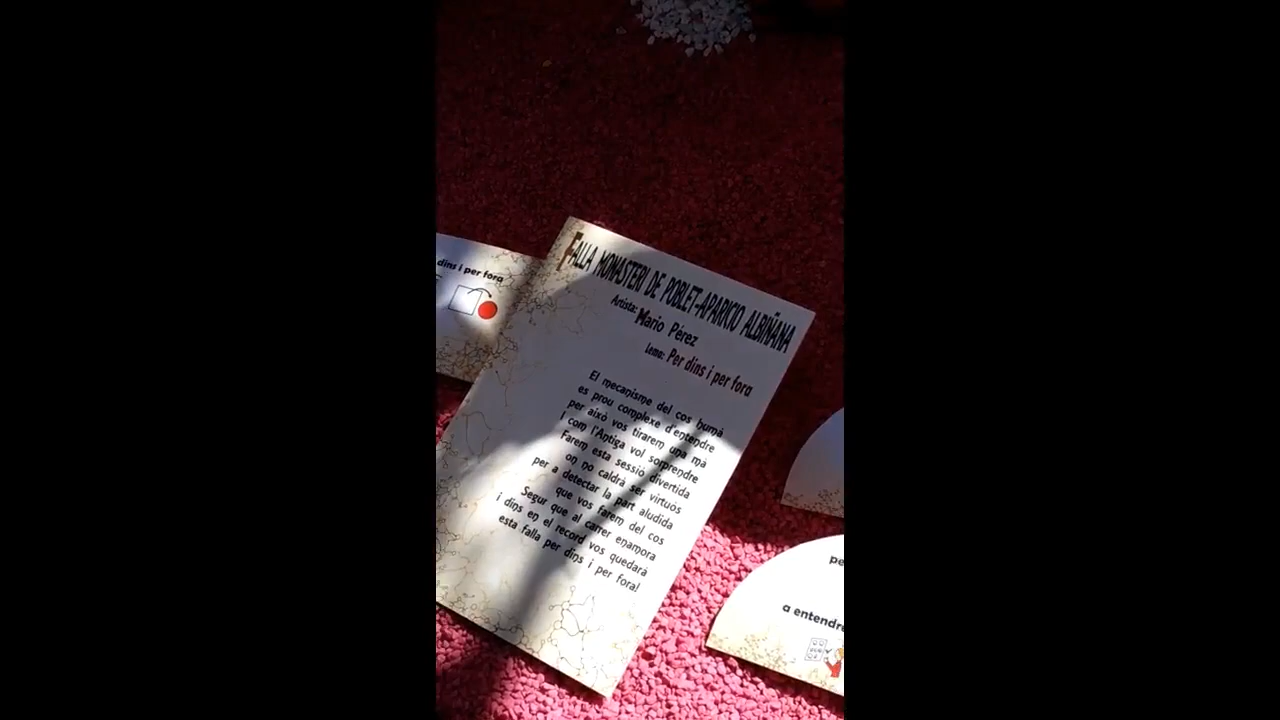 dins i per fora
FALLA MONASTERI DE POBLET-APARICIO ALBIÑANA
Artista: Mario Pérez
Lema: Per dins i per fora
El mecanisme del cos humà
es prou complexe d'entendre
per això vos tirarem una mà
I com l'Antiga vol sorprendre
Farem esta sessió divertida
on no caldrà ser virtuós
per a detectar la part aludida
que vos farem del cos
Segur que al carrer enamora
i dins en el record vos quedarà
esta falla per dins i per fora!
pe
a entendre